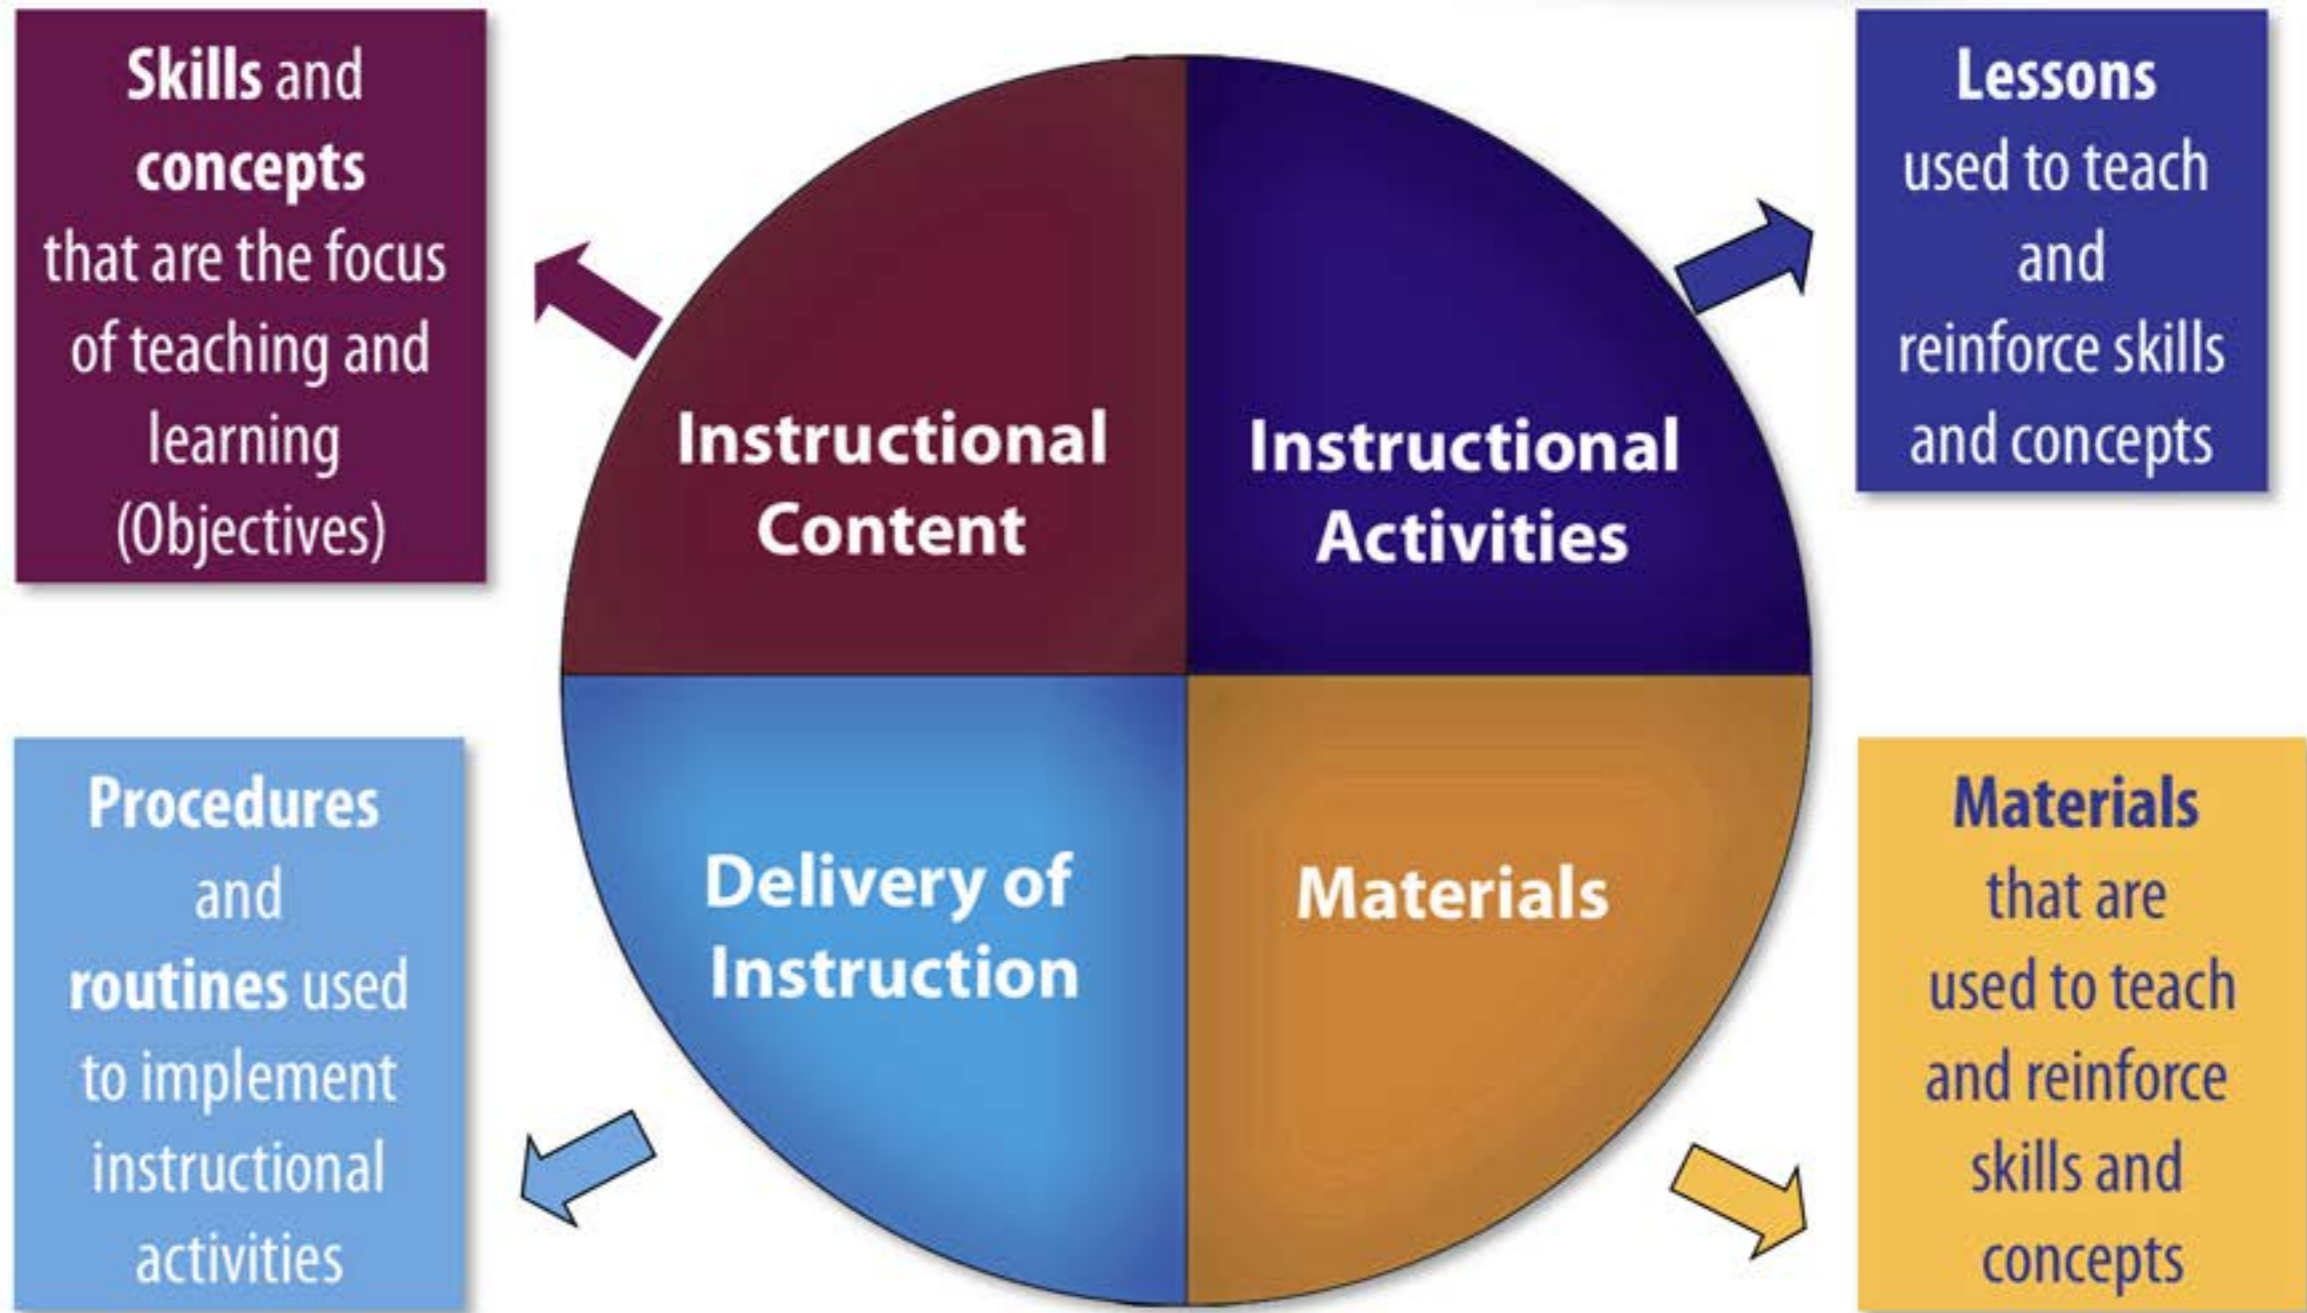 Skills and
concepts
that are the focus
of teaching and
learning
(Objectives)
Instructional
Content
Instructional
Activities
Lessons
used to teach
and
reinforce skills
and concepts
Procedures
and
routines used
to implement
instructional
activities
Delivery of
Instruction
Materials
Materials
that are
used to teach
and reinforce
skills and
concepts